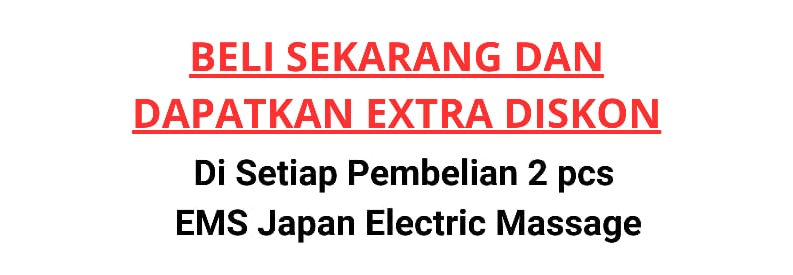 BELI SEKARANG DAN
DAPATKAN EXTRA DISKON
Di Setiap Pembelian 2 pcs
EMS Japan Electric Massage